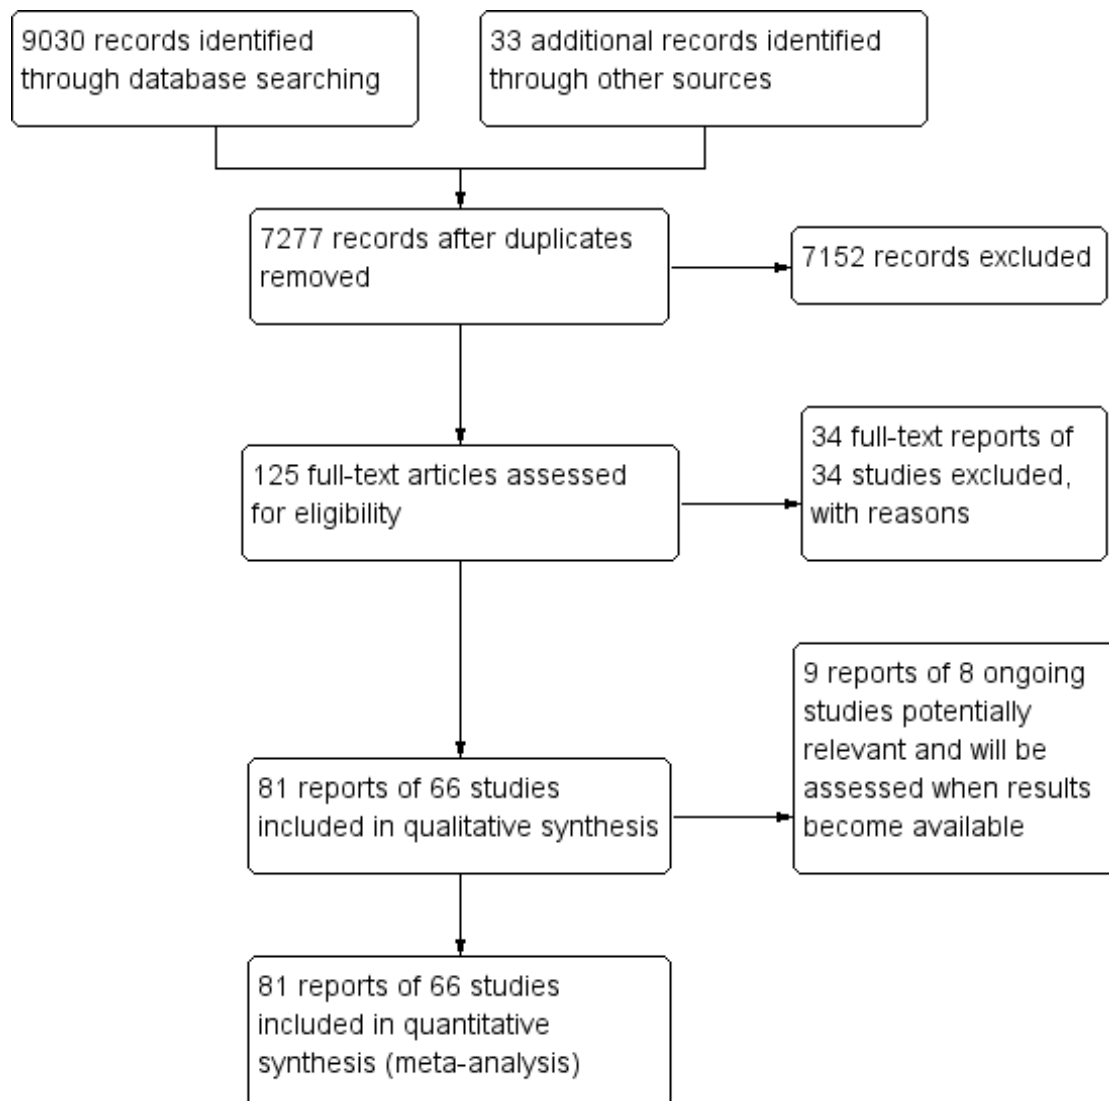 9030 records identified
through database searching
33 additional records identified
through other sources
7277 records after duplicates
removed
7152 records excluded
125 full-text articles assessed
for eligibility
34 full-text reports of
34 studies excluded,
with reasons
81 reports of 66 studies
included in qualitative synthesis
9 reports of 8 ongoing
studies potentially
relevant and will be
assessed when results
become available
81 reports of 66 studies
included in quantitative
synthesis (meta-analysis)